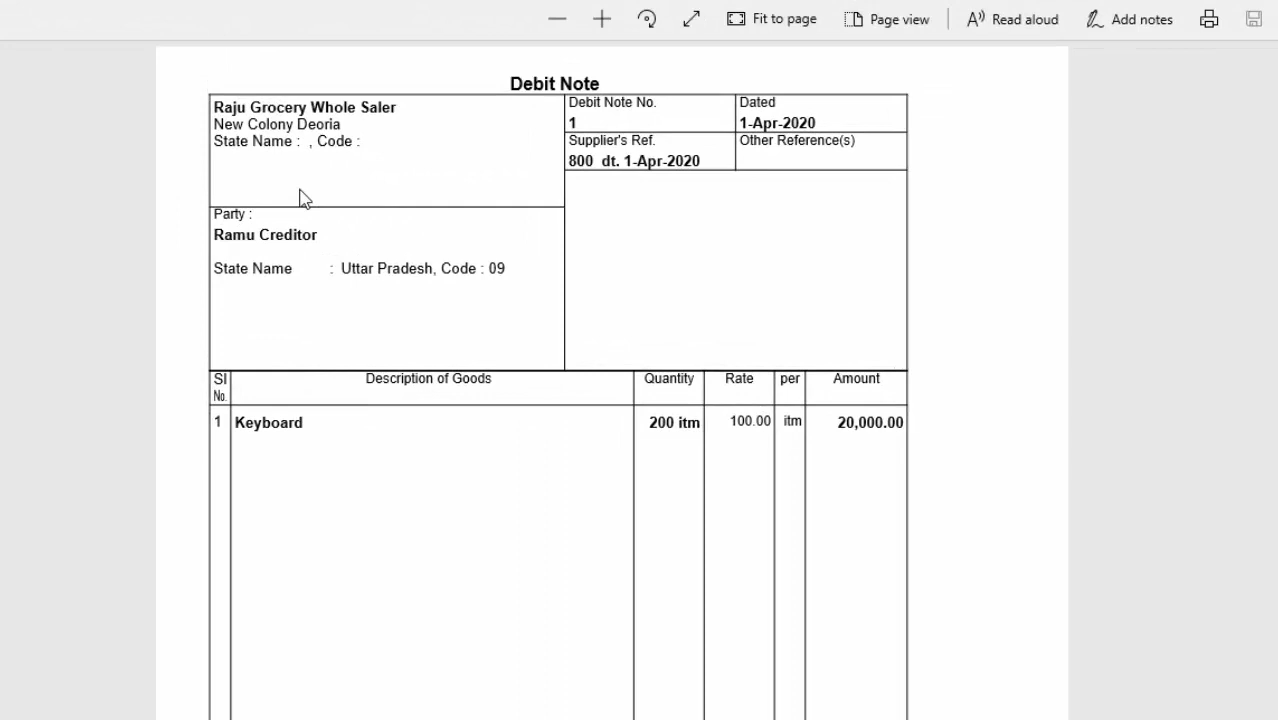 Fit to page
Page view
Read aloud
Add notes
Debit Note
Raju Grocery Whole Saler
New Colony Deoria
State Name : , Code :
Debit Note No.
1
Dated
1-Apr-2020
Supplier's Ref.
800 dt. 1-Apr-2020
Other Reference(s)
Party :
Ramu Creditor
State Name : Uttar Pradesh, Code : 09
Sl No. Description of Goods Quantity Rate per Amount
1 Keyboard 200 itm 100.00 itm 20,000.00